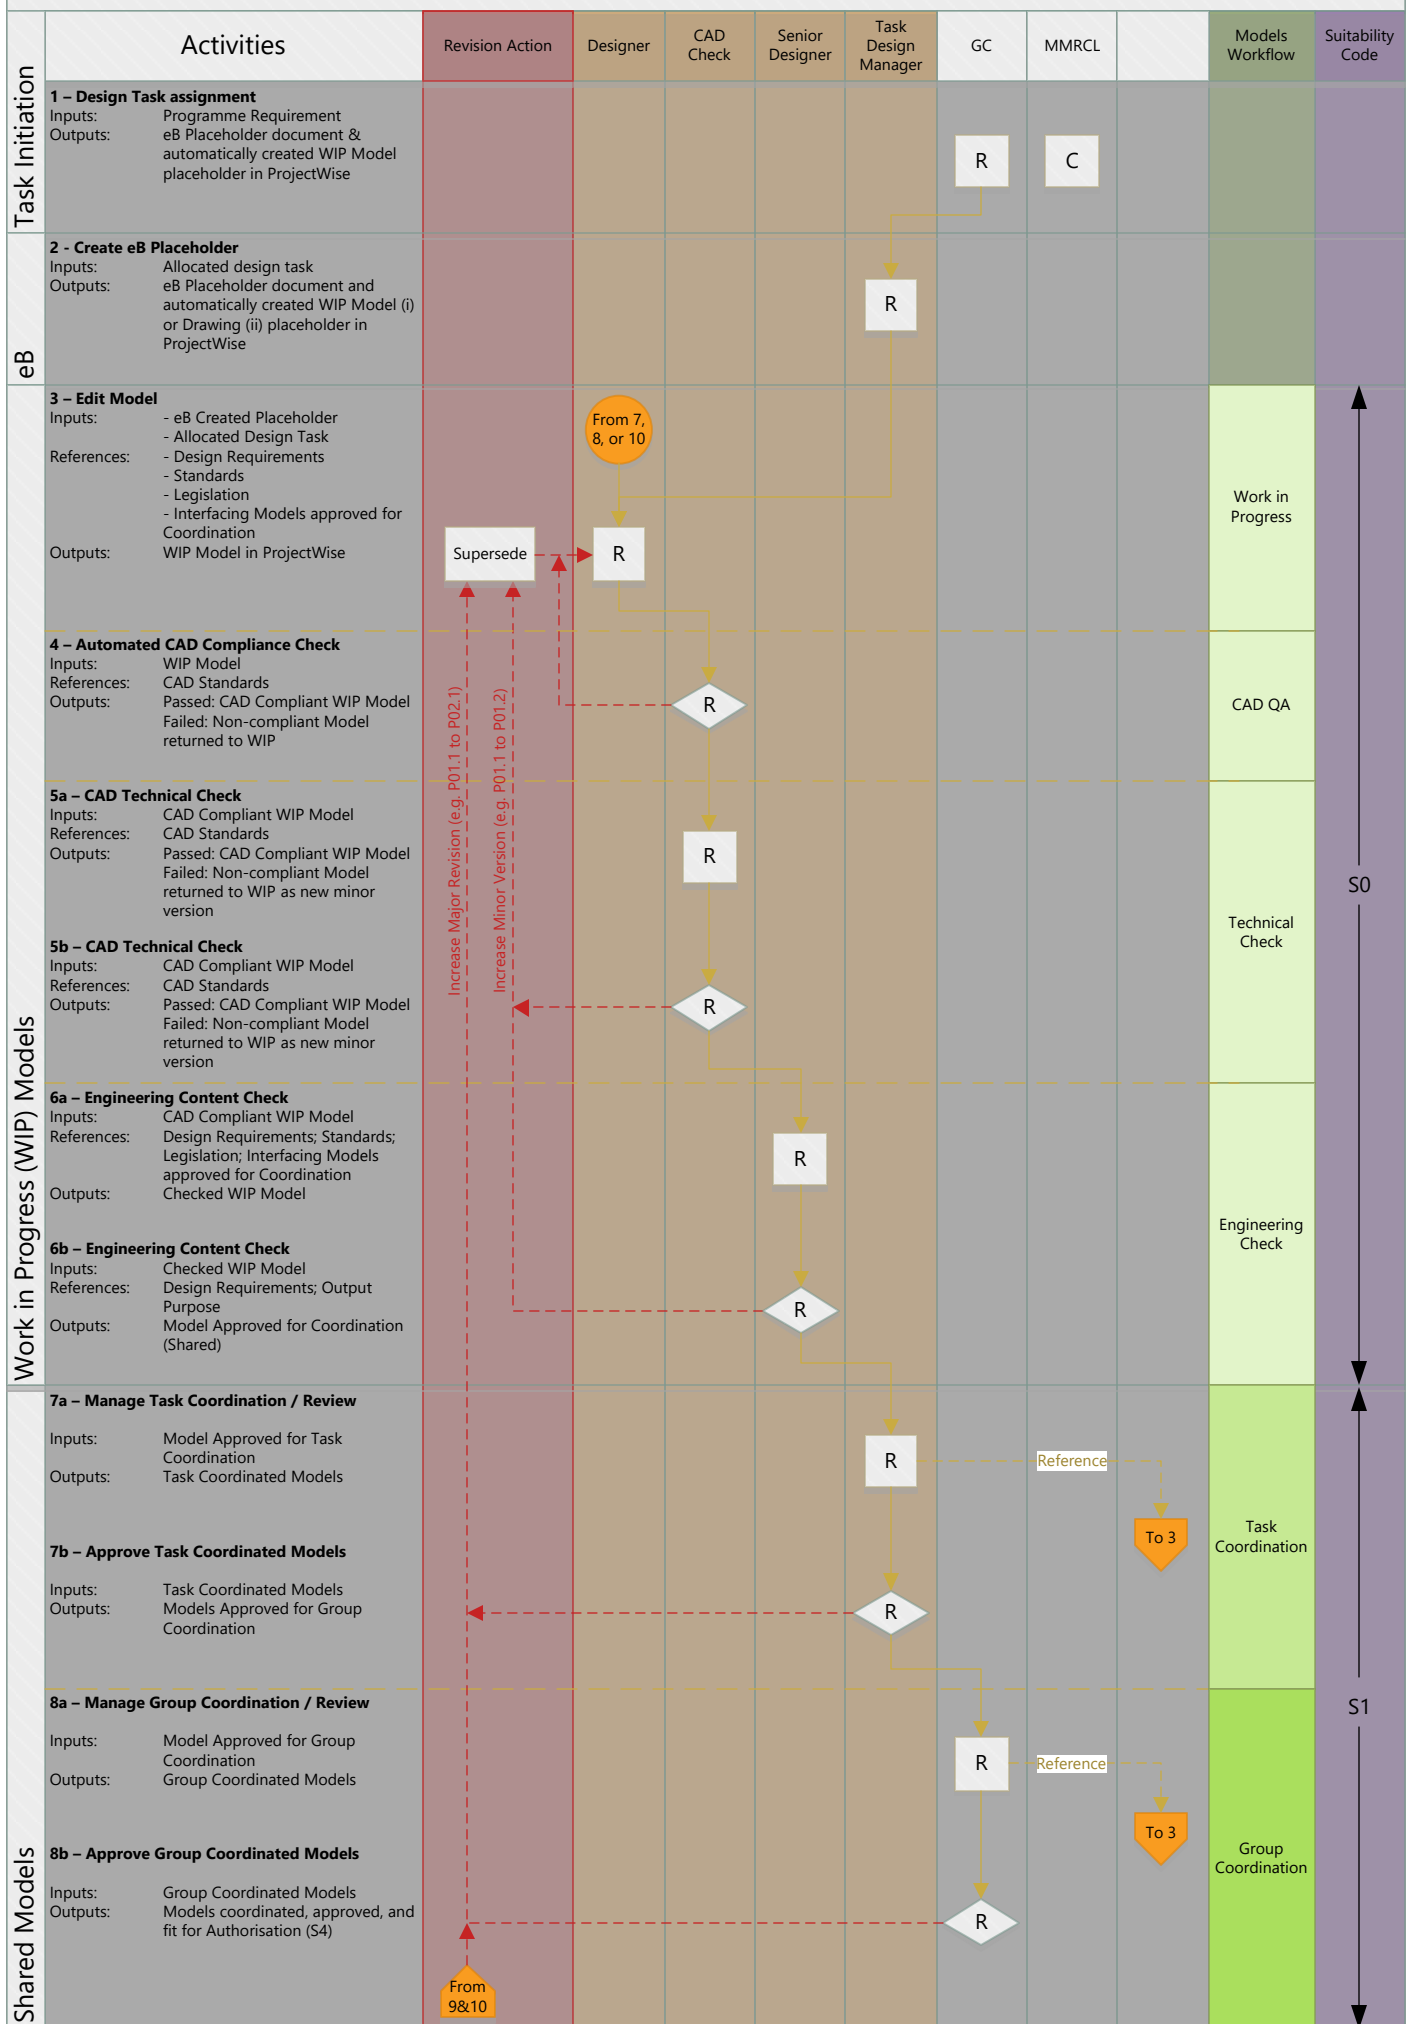 Activities
Revision Action
Designer
CAD
Check
Senior
Designer
Task
Design
Manager
GC
MMRCL
Models
Workflow
Suitability
Code
Task Initiation
1 – Design Task assignment
Inputs: Programme Requirement
Outputs: eB Placeholder document &
automatically created WIP Model
placeholder in ProjectWise
R
C
eB
2 - Create eB Placeholder
Inputs: Allocated design task
Outputs: eB Placeholder document and
automatically created WIP Model (i)
or Drawing (ii) placeholder in
ProjectWise
R
Work in Progress (WIP) Models
3 – Edit Model
Inputs: - eB Created Placeholder
- Allocated Design Task
References: - Design Requirements
- Standards
- Legislation
- Interfacing Models approved for
Coordination
Outputs: WIP Model in ProjectWise
From 7,
8, or 10
Supersede
R
Work in
Progress
4 – Automated CAD Compliance Check
Inputs: WIP Model
References: CAD Standards
Outputs: Passed: CAD Compliant WIP Model
Failed: Non-compliant Model
returned to WIP
R
CAD QA
Increase Major Revision (e.g. P01.1 to P02.1)
Increase Minor Version (e.g. P01.1 to P01.2)
5a – CAD Technical Check
Inputs: CAD Compliant WIP Model
References: CAD Standards
Outputs: Passed: CAD Compliant WIP Model
Failed: Non-compliant Model
returned to WIP as new minor
version
R
S0
5b – CAD Technical Check
Inputs: CAD Compliant WIP Model
References: CAD Standards
Outputs: Passed: CAD Compliant WIP Model
Failed: Non-compliant Model
returned to WIP as new minor
version
R
Technical
Check
6a – Engineering Content Check
Inputs: CAD Compliant WIP Model
References: Design Requirements; Standards;
Legislation; Interfacing Models
approved for Coordination
Outputs: Checked WIP Model
R
6b – Engineering Content Check
Inputs: Checked WIP Model
References: Design Requirements; Output
Purpose
Outputs: Model Approved for Coordination
(Shared)
R
Engineering
Check
Shared Models
7a – Manage Task Coordination / Review
Inputs: Model Approved for Task
Coordination
Outputs: Task Coordinated Models
R
Reference
To 3
Task
Coordination
7b – Approve Task Coordinated Models
Inputs: Task Coordinated Models
Outputs: Models Approved for Group
Coordination
R
8a – Manage Group Coordination / Review
Inputs: Model Approved for Group
Coordination
Outputs: Group Coordinated Models
R
Reference
To 3
S1
Group
Coordination
8b – Approve Group Coordinated Models
Inputs: Group Coordinated Models
Outputs: Models coordinated, approved, and
fit for Authorisation (S4)
R
From
9&10